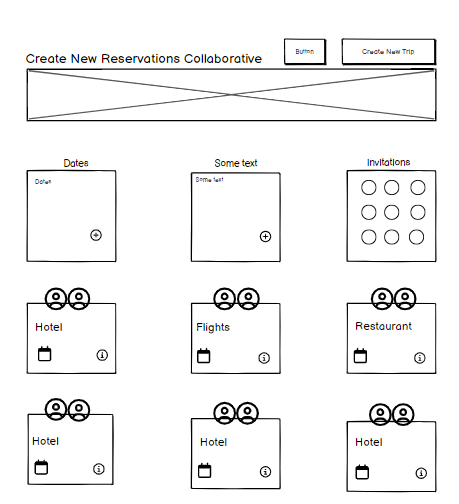 Button
Create New Trip
Create New Reservations Collaborative
Dates
Some text
Invitations
Dates
Some text
Hotel
Flights
Restaurant
Hotel
Hotel
Hotel